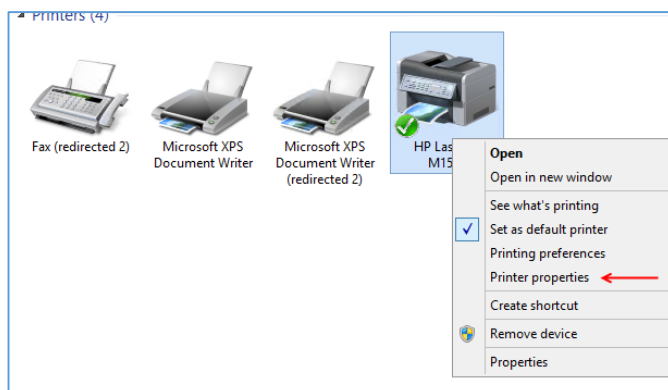 Printers (4)
Fax (redirected 2)
Microsoft XPS
Document Writer
Microsoft XPS
Document Writer
(redirected 2)
HP Las
M15
Open
Open in new window
See what's printing
Set as default printer
Printing preferences
Printer properties
Create shortcut
Remove device
Properties